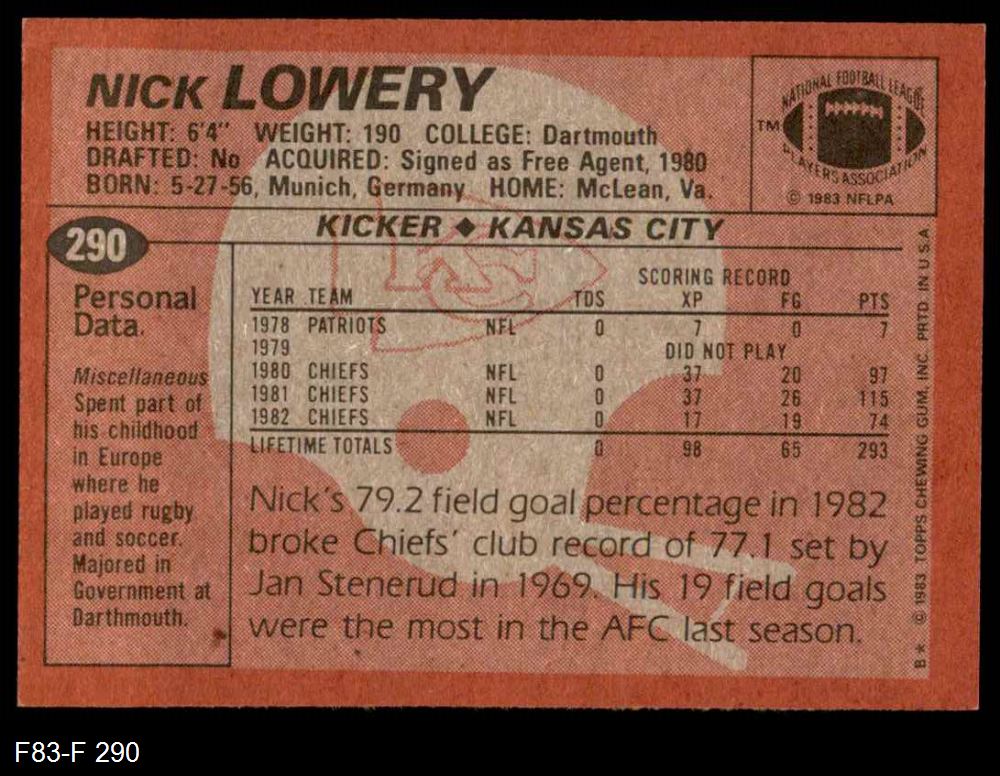 NICK LOWERY
HEIGHT: 6'4" WEIGHT: 190 COLLEGE: Dartmouth
DRAFTED: No ACQUIRED: Signed as Free Agent, 1980
BORN: 5-27-56, Munich, Germany HOME: McLean, Va.
NATIONAL FOOTBALL LEAGUE
TM
PLAYERS ASSOCIATION
© 1983 NFLPA
KICKER ◆ KANSAS CITY
290
Personal
Data.
Miscellaneous
Spent part of
his childhood
in Europe
where he
played rugby
and soccer.
Majored in
Government at
Darthmouth.
SCORING RECORD
YEAR TEAM TDS XP FG PTS
1978 PATRIOTS NFL 0 7 0 7
1979 DID NOT PLAY
1980 CHIEFS NFL 0 37 20 97
1981 CHIEFS NFL 0 37 26 115
1982 CHIEFS NFL 0 17 19 74
LIFETIME TOTALS 0 98 65 293
Nick's 79.2 field goal percentage in 1982
broke Chiefs' club record of 77.1 set by
Jan Stenerud in 1969. His 19 field goals
were the most in the AFC last season.
B* © 1983 TOPPS CHEWING GUM, INC. PRTD. IN U.S.A.
KC
F83-F 290